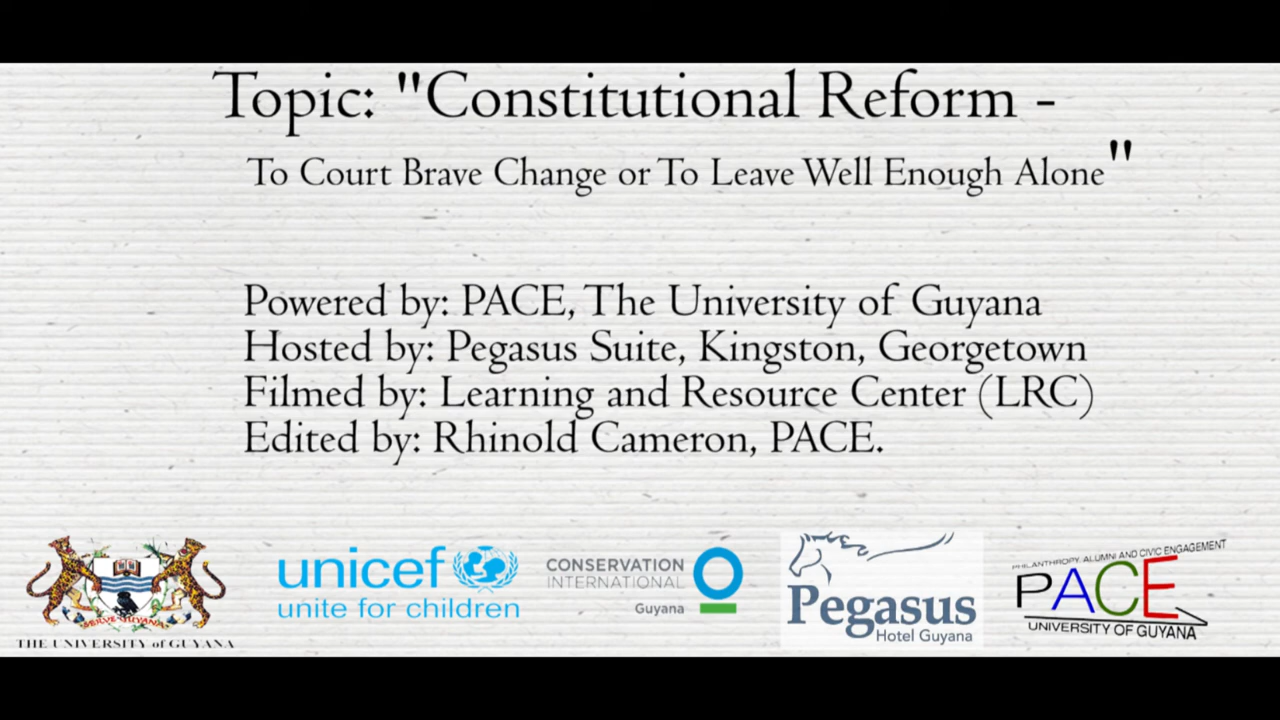 Topic: "Constitutional Reform -
To Court Brave Change or To Leave Well Enough Alone"
Powered by: PACE, The University of Guyana
Hosted by: Pegasus Suite, Kingston, Georgetown
Filmed by: Learning and Resource Center (LRC)
Edited by: Rhinold Cameron, PACE.
SERVE GUYANA
THE UNIVERSITY of GUYANA
unicef
unite for children
CONSERVATION
INTERNATIONAL
Guyana
Pegasus
Hotel Guyana
PHILANTHROPY, ALUMNI AND CIVIC ENGAGEMENT
PACE
UNIVERSITY OF GUYANA